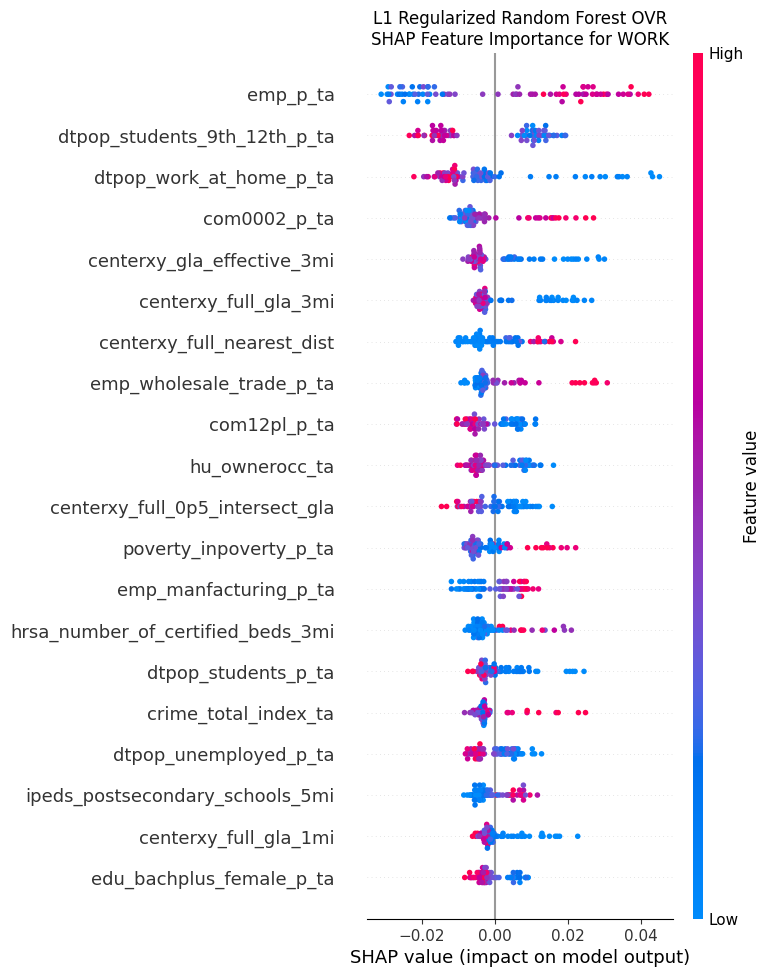 L1 Regularized Random Forest OVR
SHAP Feature Importance for WORK
High
emp_p_ta
dtpop_students_9th_12th_p_ta
dtpop_work_at_home_p_ta
com0002_p_ta
centerxy_gla_effective_3mi
centerxy_full_gla_3mi
centerxy_full_nearest_dist
emp_wholesale_trade_p_ta
com12pl_p_ta
hu_ownerocc_ta
centerxy_full_0p5_intersect_gla
poverty_inpoverty_p_ta
emp_manfacturing_p_ta
hrsa_number_of_certified_beds_3mi
dtpop_students_p_ta
crime_total_index_ta
dtpop_unemployed_p_ta
ipeds_postsecondary_schools_5mi
centerxy_full_gla_1mi
edu_bachplus_female_p_ta
Feature value
Low
−0.02 0.00 0.02 0.04
SHAP value (impact on model output)